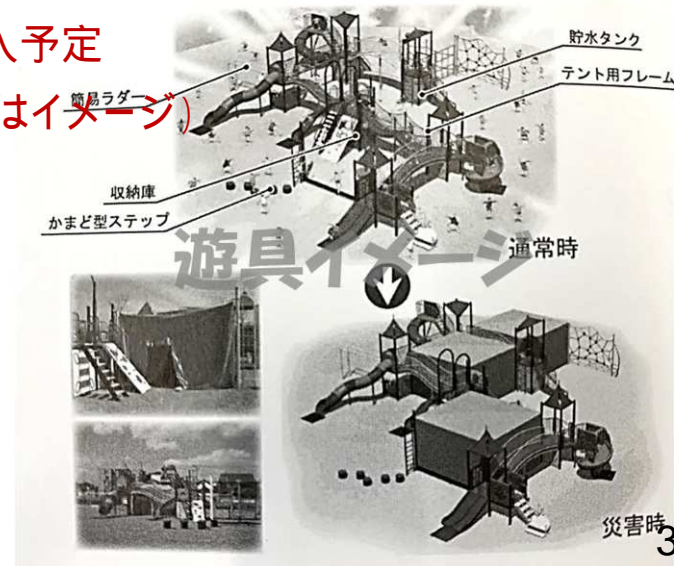 入予定
はイメージ)
簡易ラダー
貯水タンク
テント用フレーム
収納庫
かまど型ステップ
遊具イメージ
通常時
災害時
3